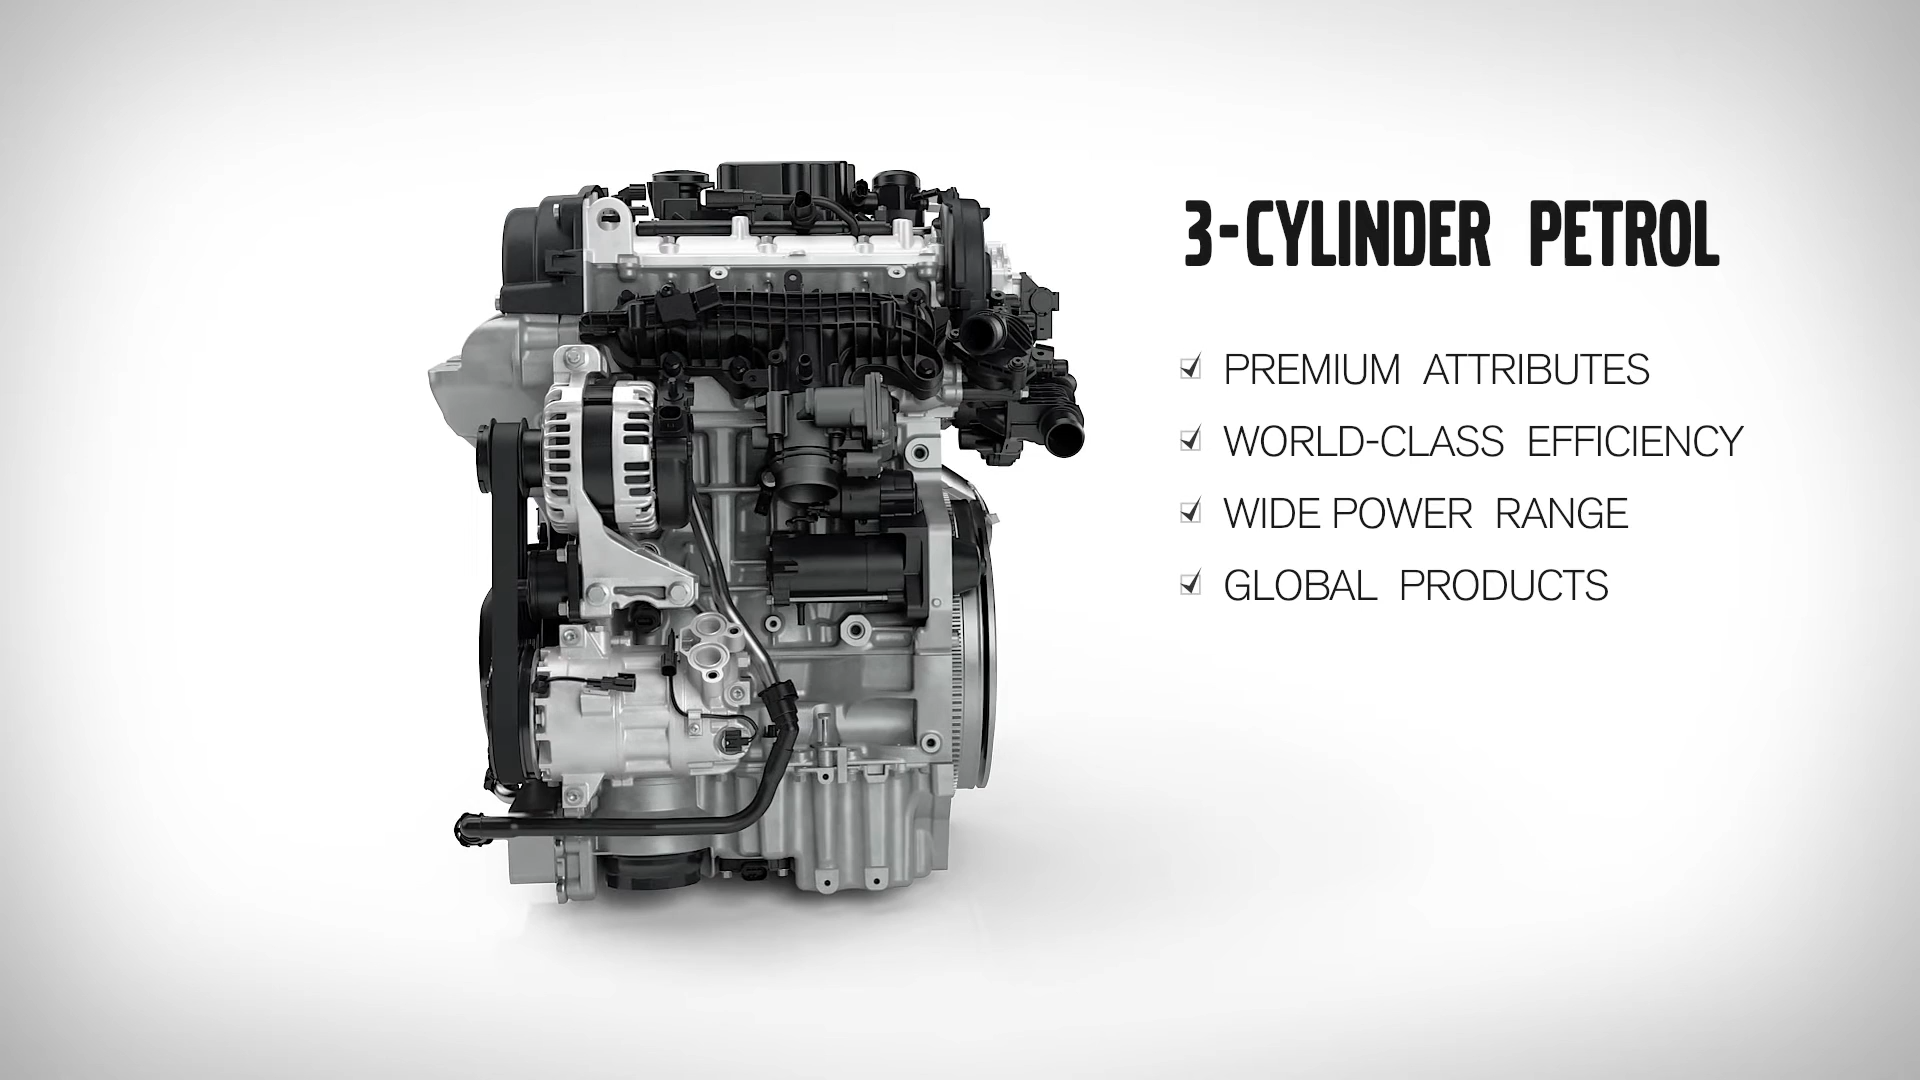 3-CYLINDER PETROL
PREMIUM ATTRIBUTES
WORLD-CLASS EFFICIENCY
WIDE POWER RANGE
GLOBAL PRODUCTS